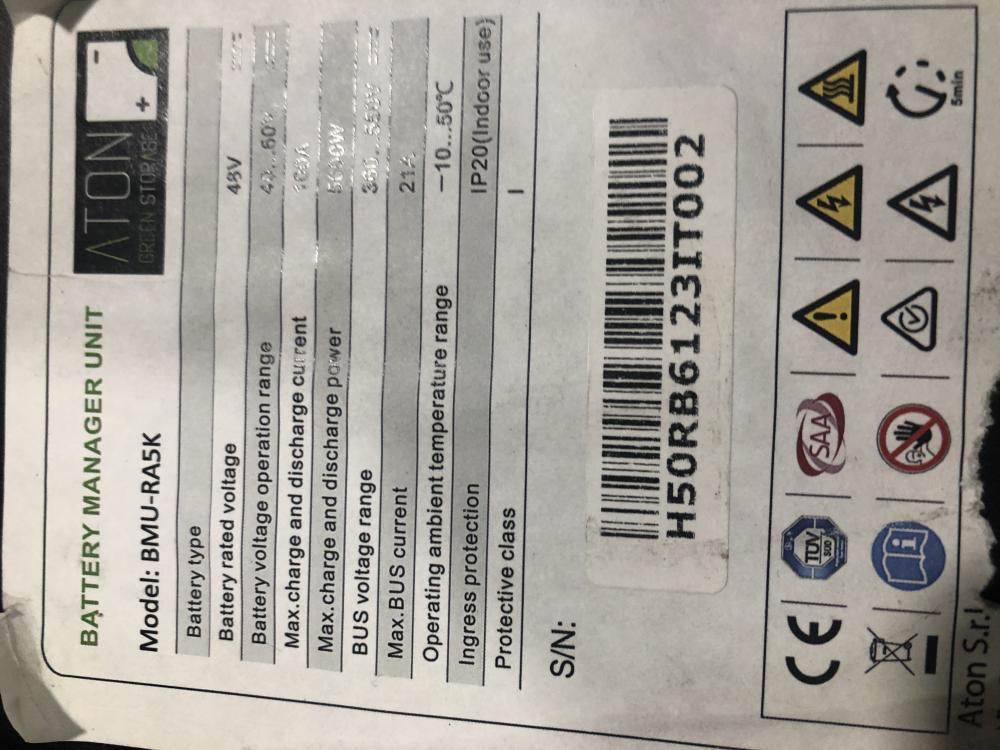 ATON
GREEN STORAGE
- +
BATTERY MANAGER UNIT
Model: BMU-RA5K
Battery type
Battery rated voltage 48V
Battery voltage operation range
Max.charge and discharge current
Max.charge and discharge power
BUS voltage range
Max.BUS current 21A
Operating ambient temperature range −10...50℃
Ingress protection IP20(Indoor use)
Protective class I
S/N:
H50RB6123IT002
CE TÜV SÜD SAA
5min
Aton S.r.l